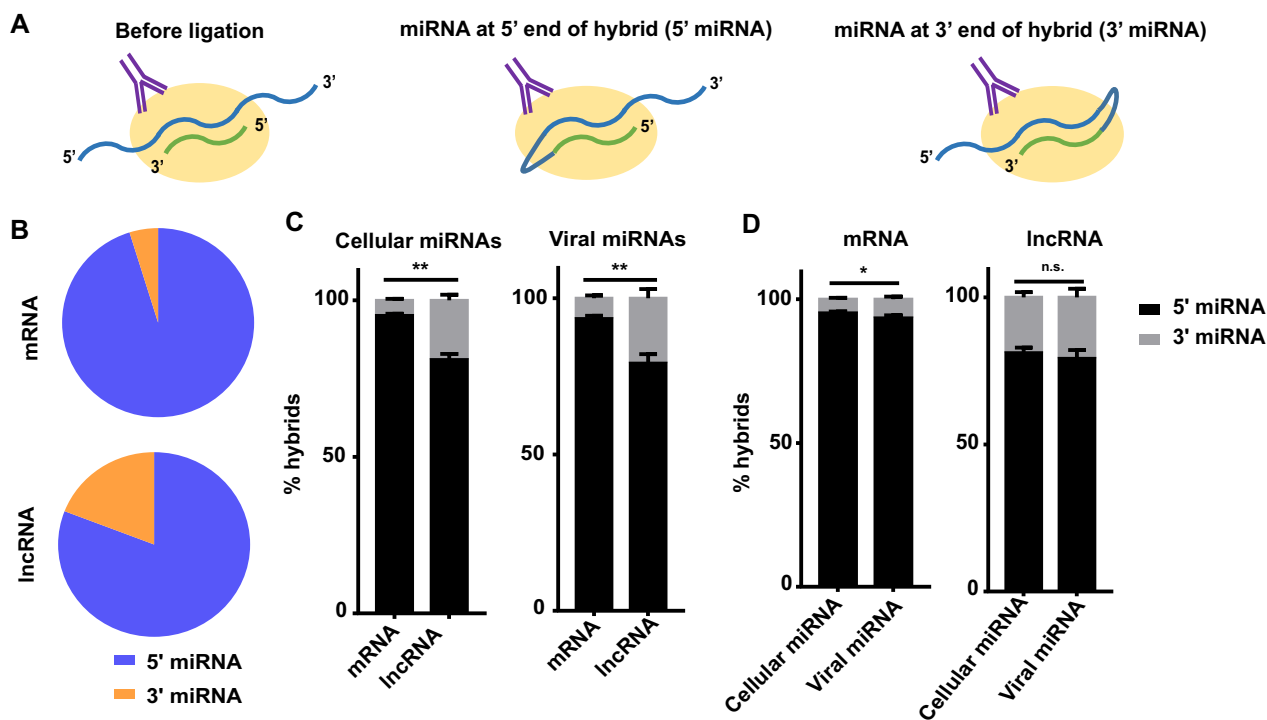 A
Before ligation
miRNA at 5’ end of hybrid (5’ miRNA)
miRNA at 3’ end of hybrid (3’ miRNA)
5’
3’
3’
5’
3’
5’
5’
3’
3’
B
mRNA
lncRNA
5' miRNA
3' miRNA
C
Cellular miRNAs
Viral miRNAs
**
**
% hybrids
100
50
0
100
50
0
mRNA
lncRNA
mRNA
lncRNA
D
mRNA
lncRNA
*
n.s.
% hybrids
100
50
0
100
50
0
Cellular miRNA
Viral miRNA
Cellular miRNA
Viral miRNA
5' miRNA
3' miRNA